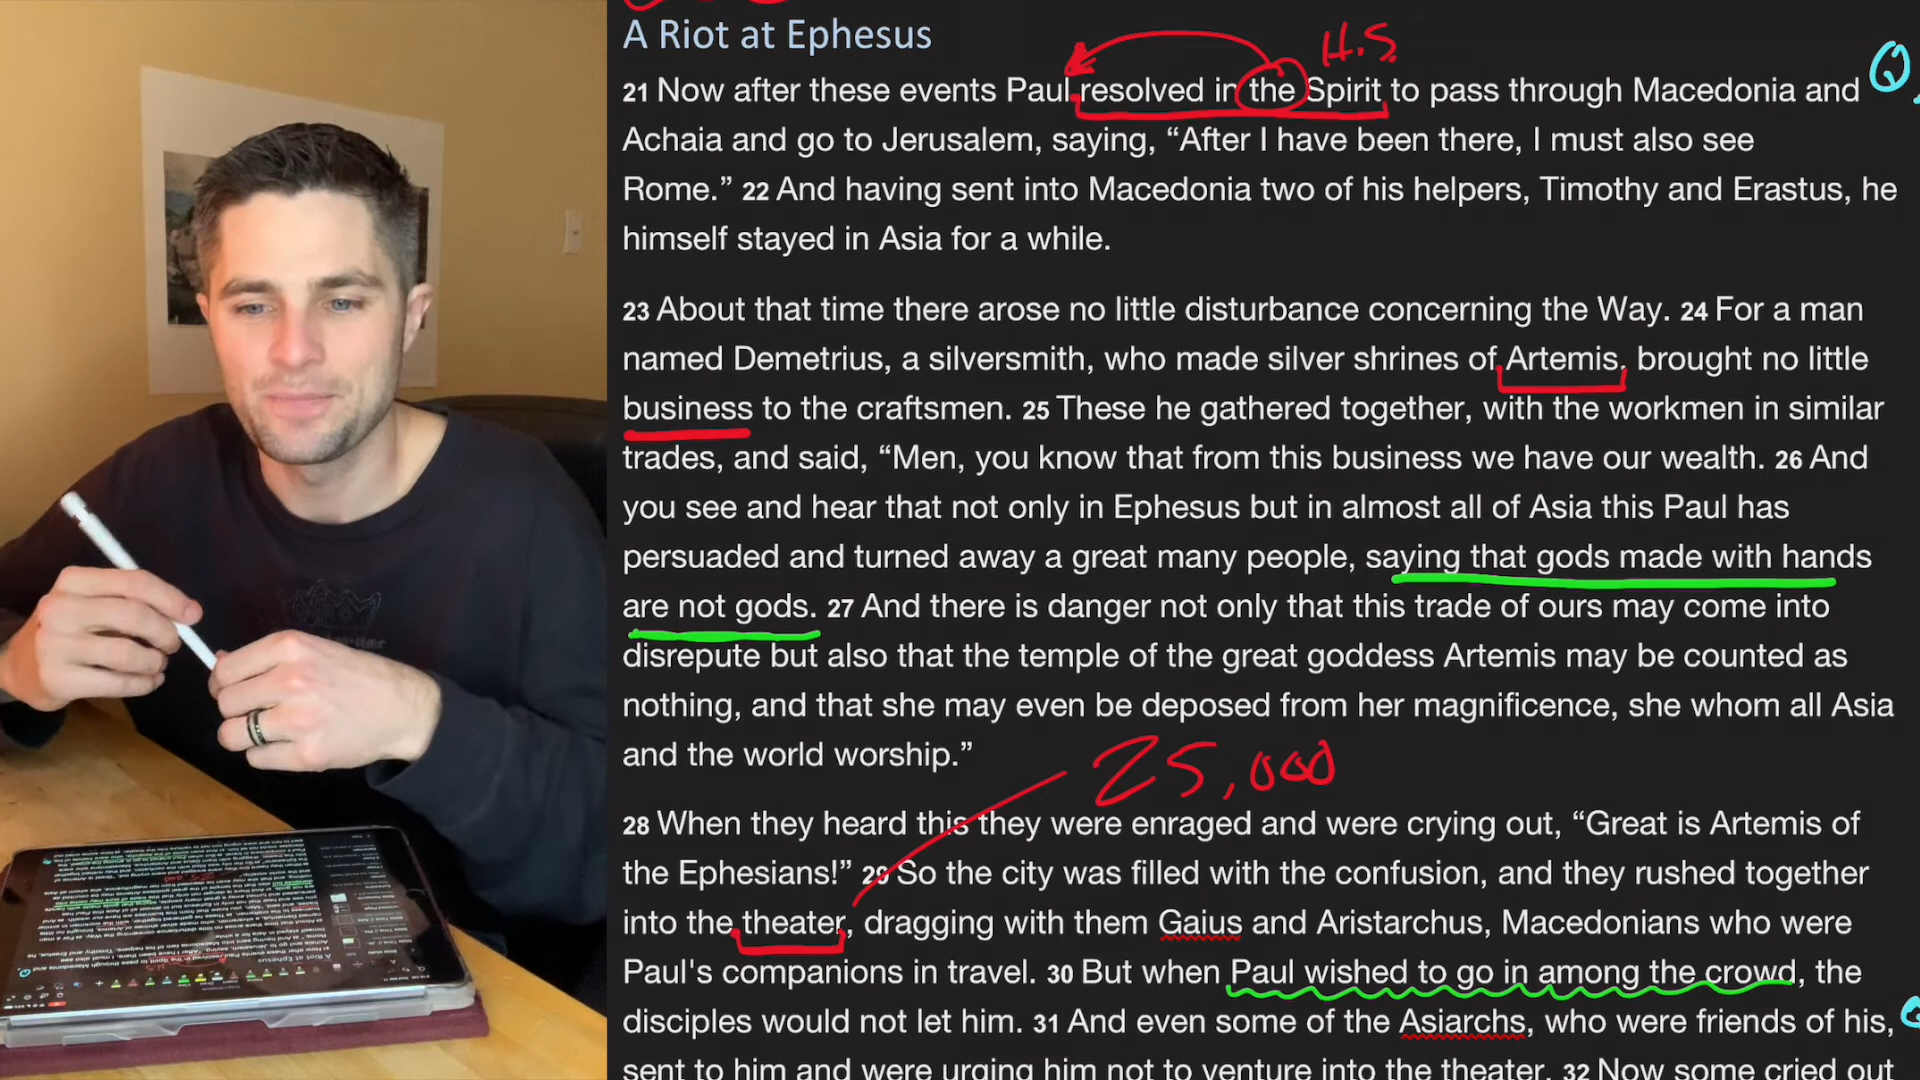 A Riot at Ephesus
H.S.
21 Now after these events Paul resolved in the Spirit to pass through Macedonia and
Q
Achaia and go to Jerusalem, saying, “After I have been there, I must also see
Rome.” 22 And having sent into Macedonia two of his helpers, Timothy and Erastus, he
himself stayed in Asia for a while.
23 About that time there arose no little disturbance concerning the Way. 24 For a man
named Demetrius, a silversmith, who made silver shrines of Artemis, brought no little
business to the craftsmen. 25 These he gathered together, with the workmen in similar
trades, and said, “Men, you know that from this business we have our wealth. 26 And
you see and hear that not only in Ephesus but in almost all of Asia this Paul has
persuaded and turned away a great many people, saying that gods made with hands
are not gods. 27 And there is danger not only that this trade of ours may come into
disrepute but also that the temple of the great goddess Artemis may be counted as
nothing, and that she may even be deposed from her magnificence, she whom all Asia
and the world worship.”
25,000
28 When they heard this they were enraged and were crying out, “Great is Artemis of
the Ephesians!” 29 So the city was filled with the confusion, and they rushed together
into the theater, dragging with them Gaius and Aristarchus, Macedonians who were
Paul's companions in travel. 30 But when Paul wished to go in among the crowd, the
disciples would not let him. 31 And even some of the Asiarchs, who were friends of his,
sent to him and were urging him not to venture into the theater. 32 Now some cried out